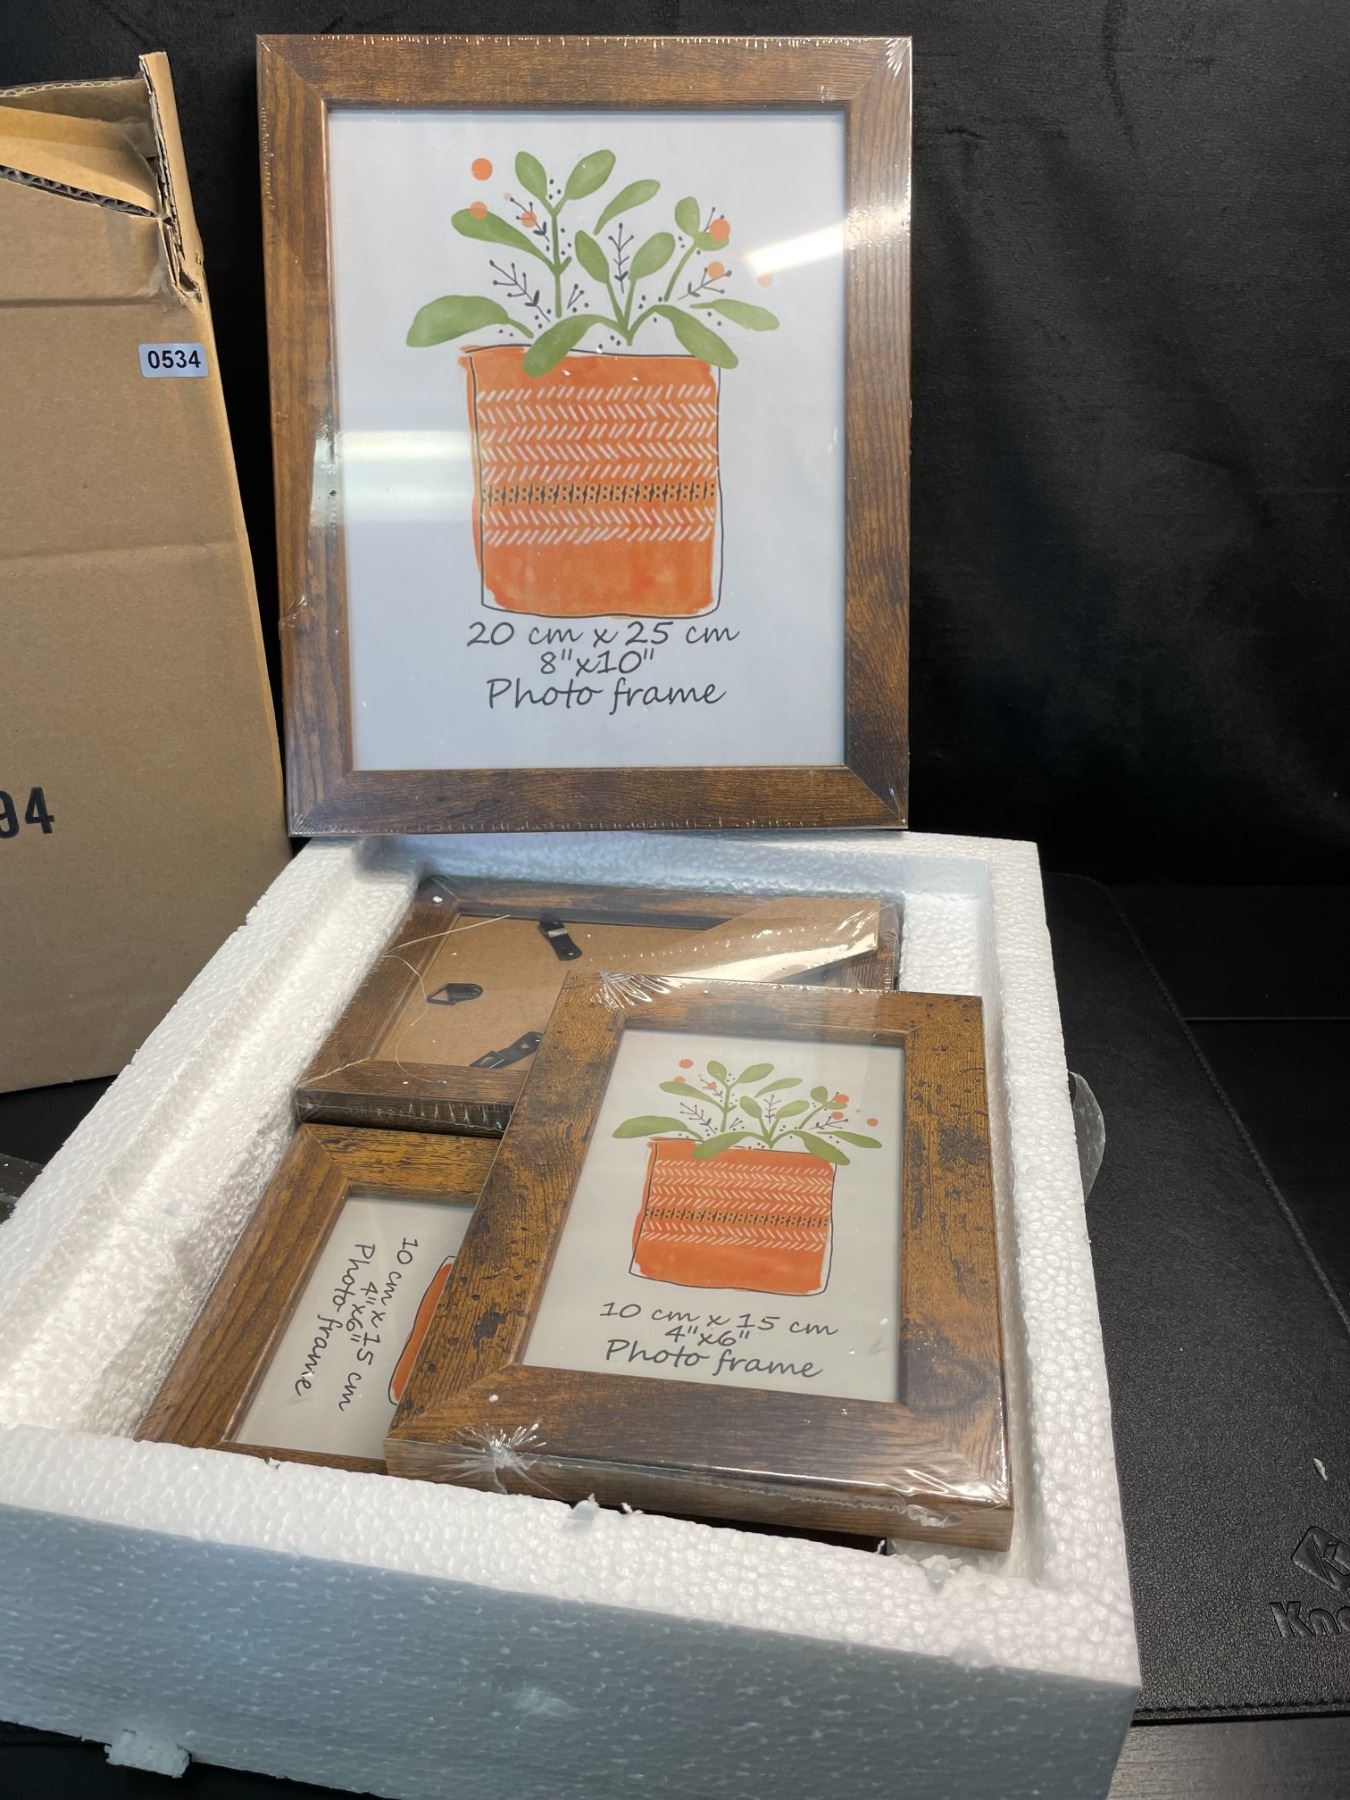 0534
94
20 cm x 25 cm
8"x10"
Photo frame
10 cm x 15 cm
4"x6"
Photo frame
10 cm x 15 cm
4"x6"
Photo frame